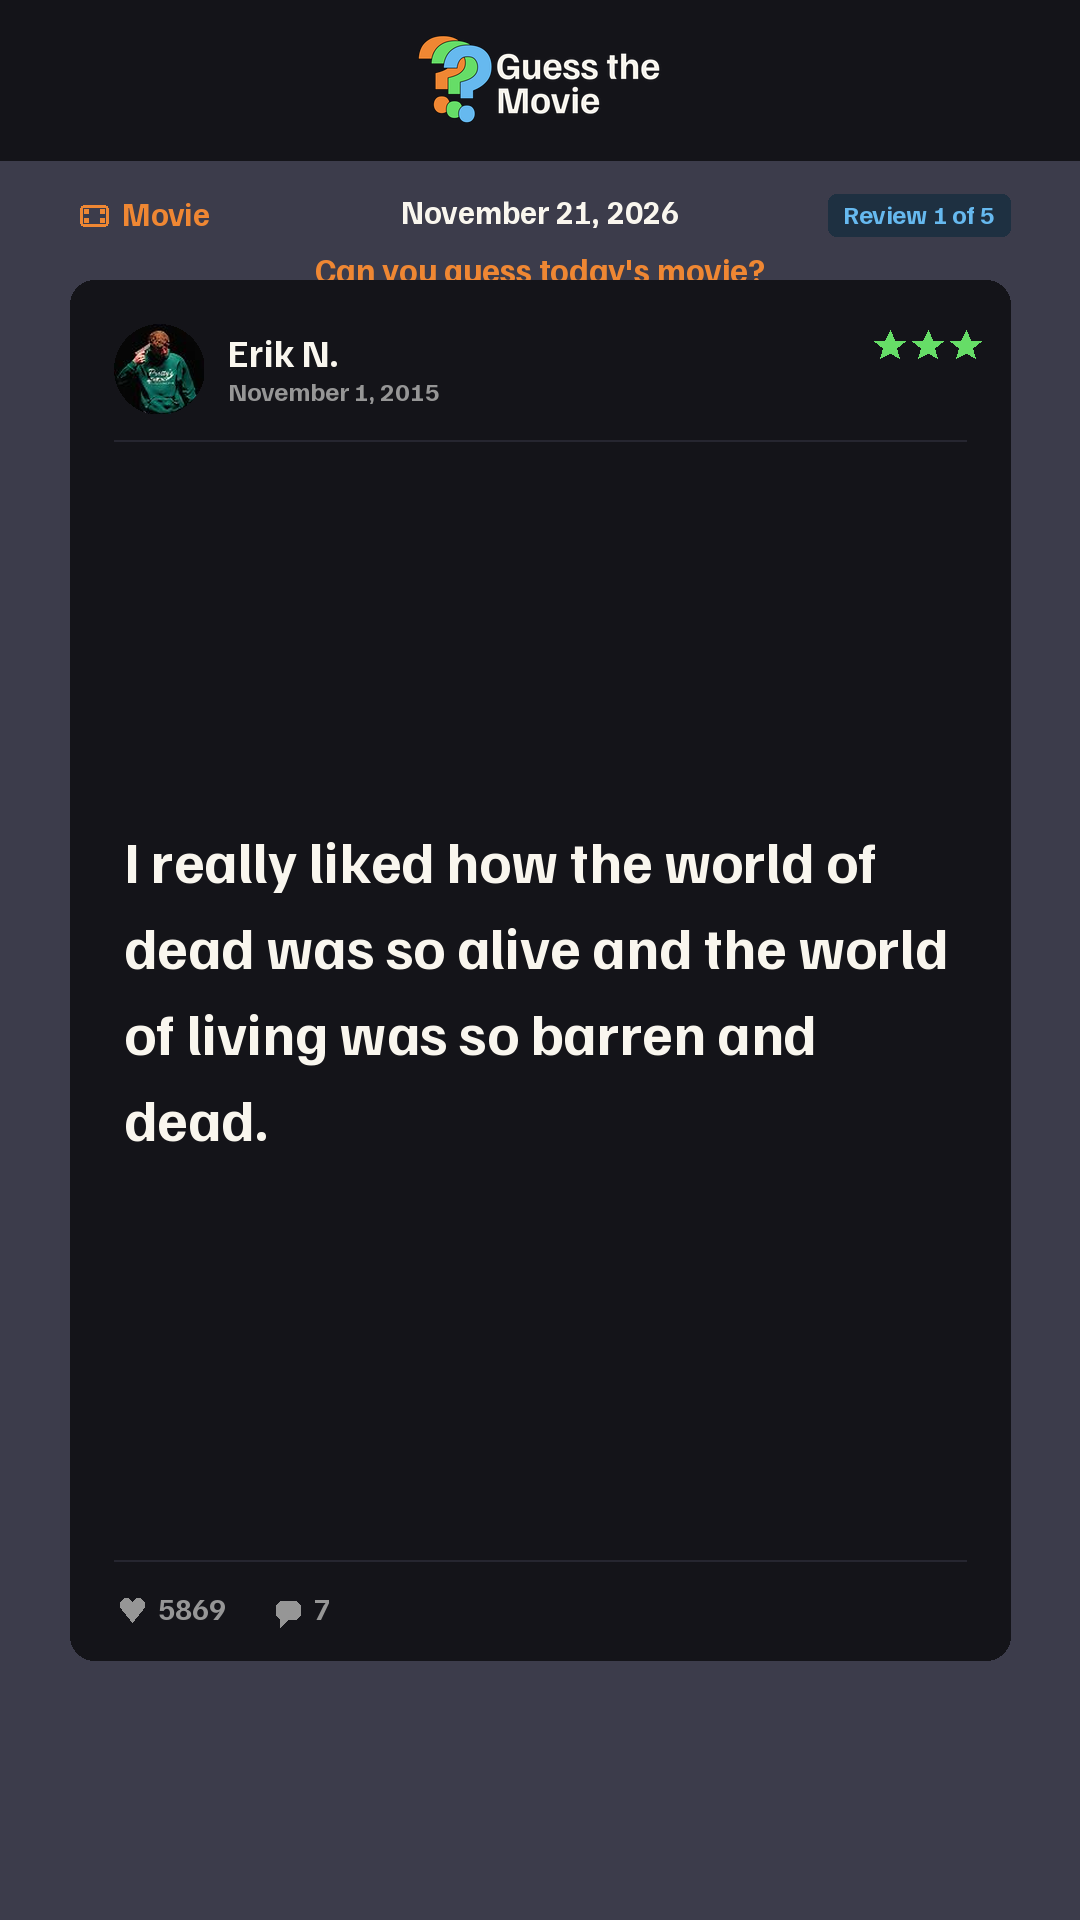 Guess the
Movie
Movie
November 21, 2026
Review 1 of 5
Can you guess today's movie?
Erik N.
November 1, 2015
I really liked how the world of
dead was so alive and the world
of living was so barren and
dead.
5869
7